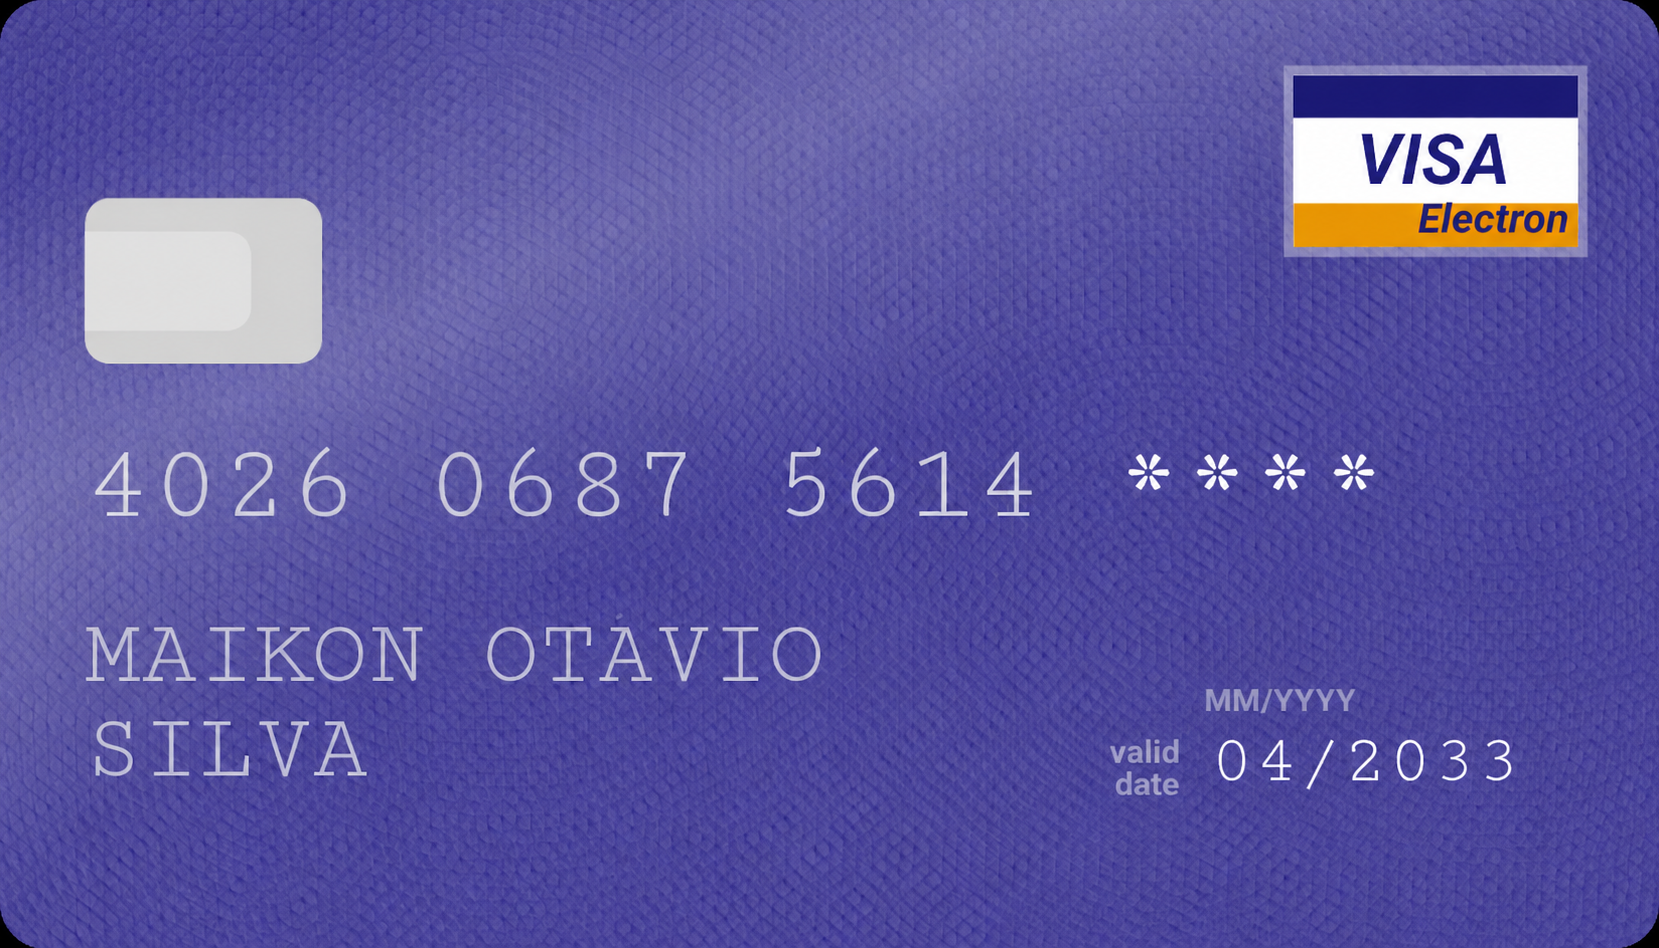 VISA
Electron
4026 0687 5614 ****
MAIKON OTÁVIO
SILVA
MM/YYYY
valid
date
04/2033